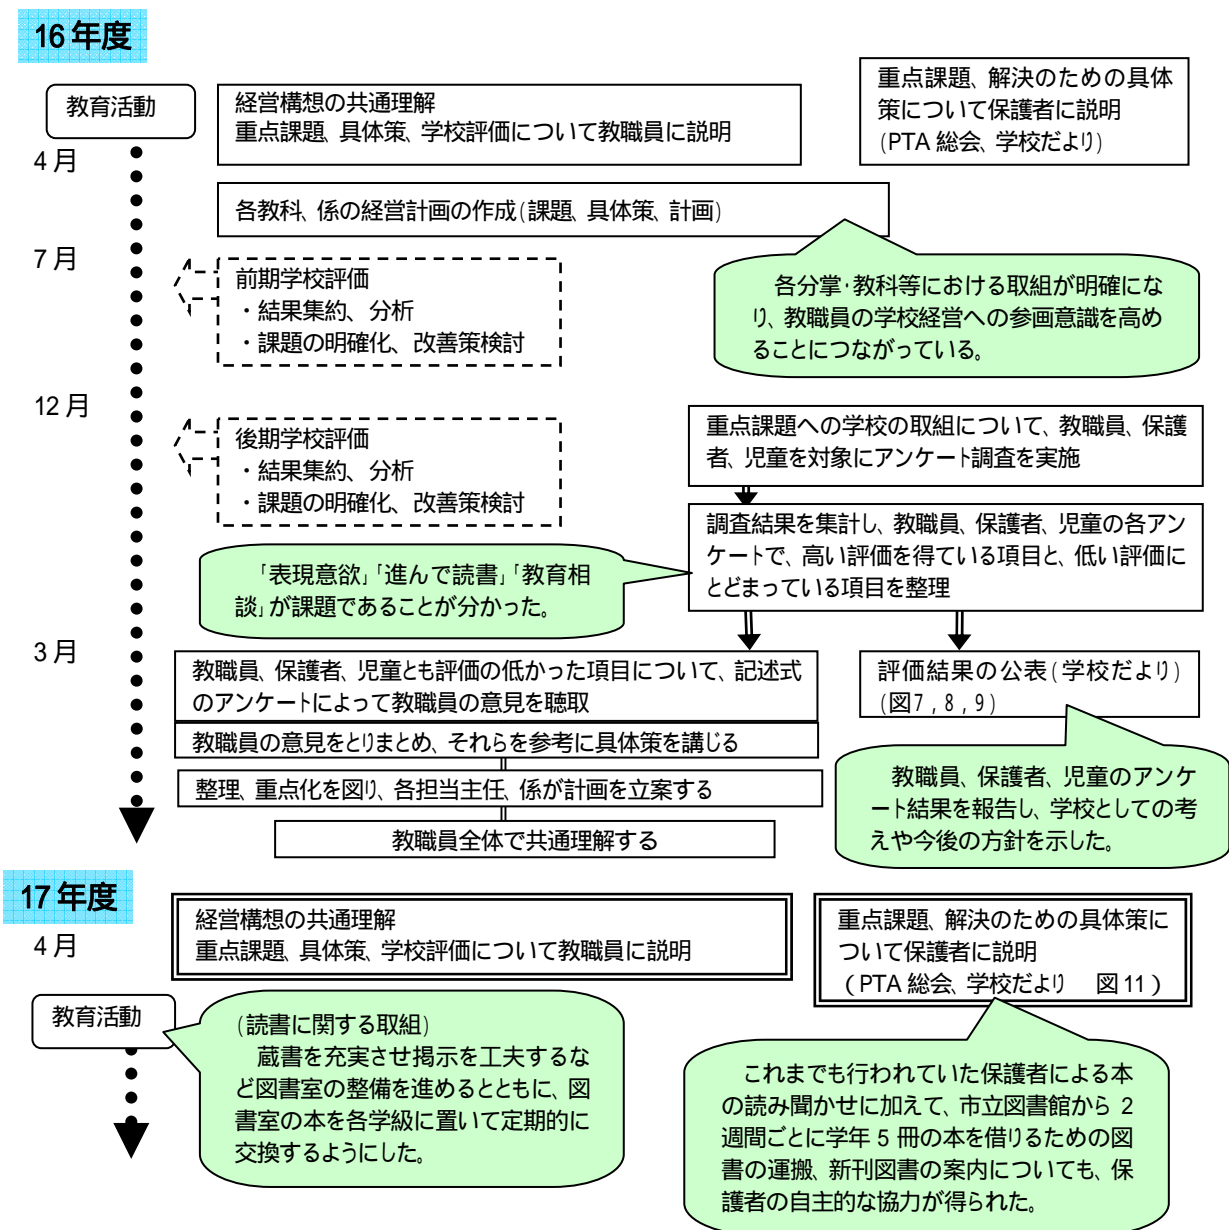 16年度
教育活動
経営構想の共通理解
重点課題、具体策、学校評価について教職員に説明
重点課題、解決のための具体
策について保護者に説明
(PTA 総会、学校だより)
4月
各教科、係の経営計画の作成(課題、具体策、計画)
7月
前期学校評価
・結果集約、分析
・課題の明確化、改善策検討
各分掌・教科等における取組が明確にな
り、教職員の学校経営への参画意識を高め
ることにつながっている。
12月
後期学校評価
・結果集約、分析
・課題の明確化、改善策検討
重点課題への学校の取組について、教職員、保護
者、児童を対象にアンケート調査を実施
調査結果を集計し、教職員、保護者、児童の各アン
ケートで、高い評価を得ている項目と、低い評価に
とどまっている項目を整理
「表現意欲」「進んで読書」「教育相
談」が課題であることが分かった。
3月
教職員、保護者、児童とも評価の低かった項目について、記述式
のアンケートによって教職員の意見を聴取
評価結果の公表(学校だより)
(図7,8,9)
教職員の意見をとりまとめ、それらを参考に具体策を講じる
整理、重点化を図り、各担当主任、係が計画を立案する
教職員全体で共通理解する
教職員、保護者、児童のアンケ
ート結果を報告し、学校としての考
えや今後の方針を示した。
17年度
4月
経営構想の共通理解
重点課題、具体策、学校評価について教職員に説明
重点課題、解決のための具体策に
ついて保護者に説明
(PTA 総会、学校だより 図11)
教育活動
(読書に関する取組)
蔵書を充実させ掲示を工夫するな
ど図書室の整備を進めるとともに、図
書室の本を各学級に置いて定期的に
交換するようにした。
これまでも行われていた保護者による本
の読み聞かせに加えて、市立図書館から 2
週間ごとに学年 5 冊の本を借りるための図
書の運搬、新刊図書の案内についても、保
護者の自主的な協力が得られた。